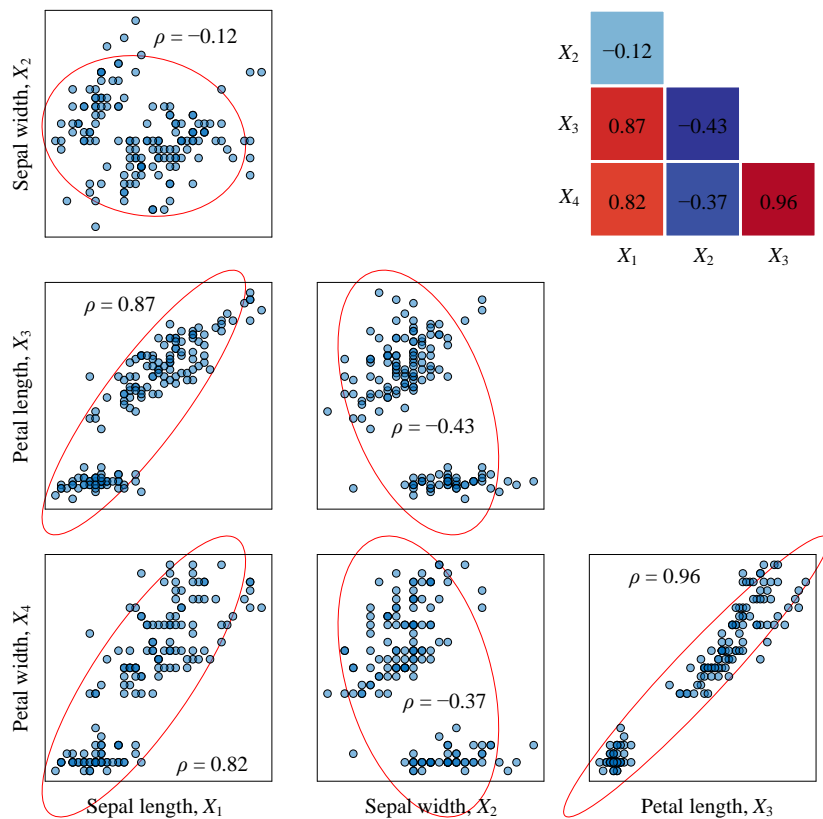 ρ = −0.12
Sepal width, X₂
X₂
−0.12
X₃
0.87
−0.43
X₄
0.82
−0.37
0.96
X₁
X₂
X₃
ρ = 0.87
Petal length, X₃
ρ = −0.43
Petal width, X₄
ρ = 0.82
Sepal length, X₁
ρ = −0.37
Sepal width, X₂
ρ = 0.96
Petal length, X₃